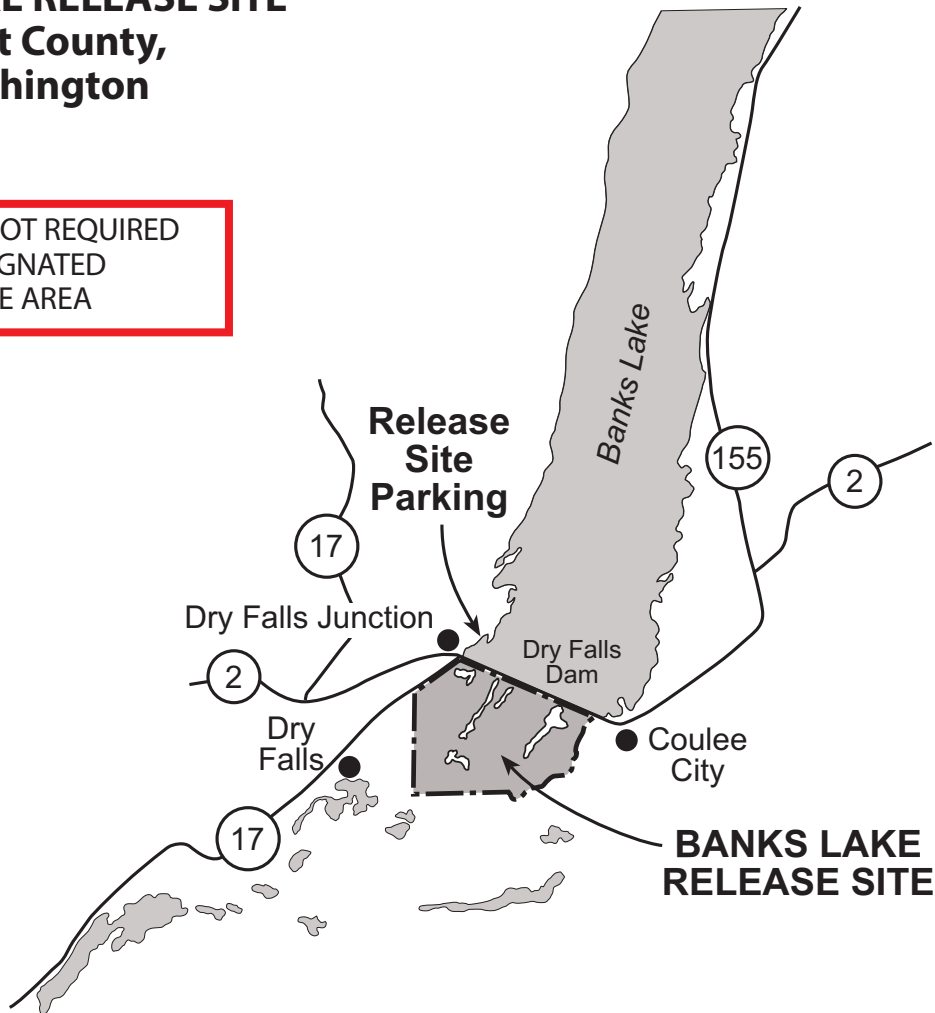 RELEASE SITE
t County,
hington
OT REQUIRED
GNATED
E AREA
Banks Lake
Release
Site
Parking
155
2
17
Dry Falls Junction
Dry Falls
Dam
2
Dry
Falls
Coulee
City
17
BANKS LAKE
RELEASE SITE